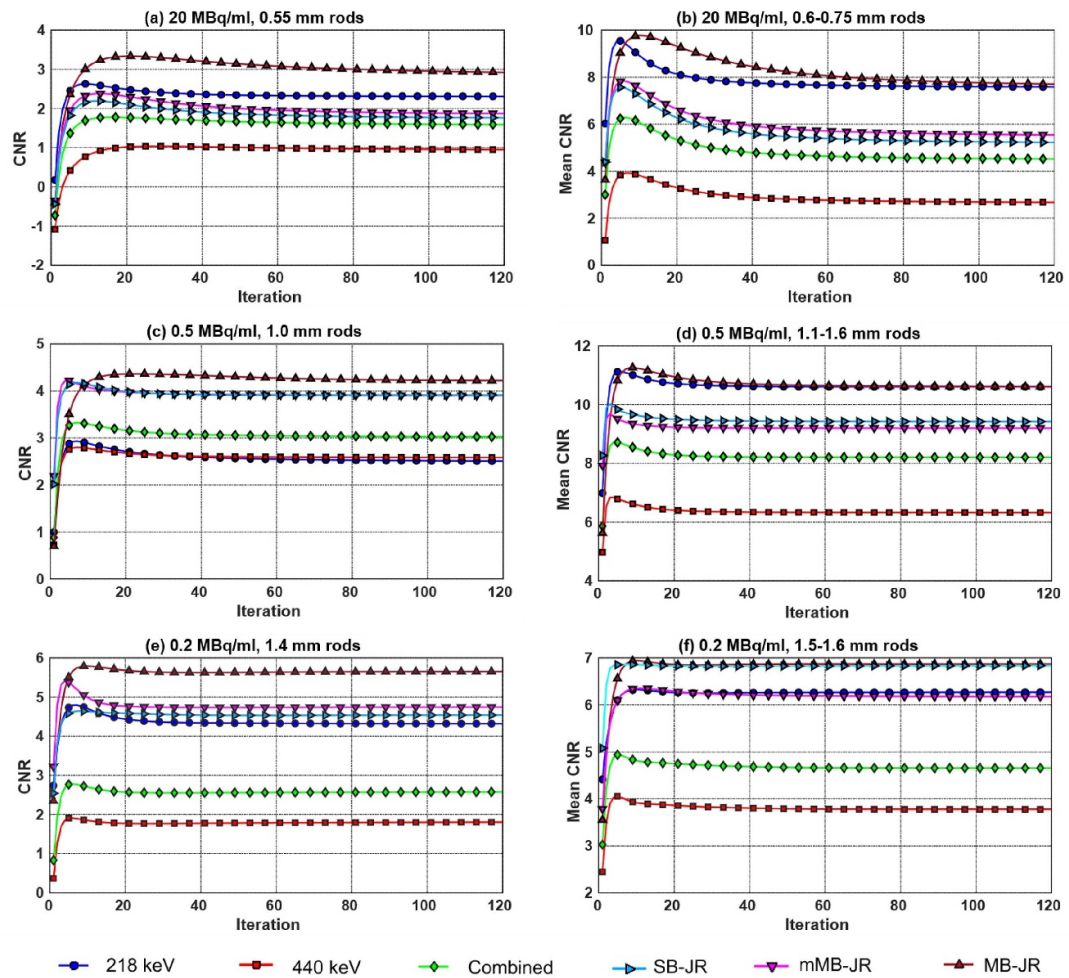 (a) 20 MBq/ml, 0.55 mm rods
4
3
2
1
0
-1
-2
CNR
0 20 40 60 80 100 120
Iteration
(b) 20 MBq/ml, 0.6-0.75 mm rods
10
8
6
4
2
0
Mean CNR
0 20 40 60 80 100 120
Iteration
(c) 0.5 MBq/ml, 1.0 mm rods
5
4
3
2
1
0
CNR
0 20 40 60 80 100 120
Iteration
(d) 0.5 MBq/ml, 1.1-1.6 mm rods
12
10
8
6
4
Mean CNR
0 20 40 60 80 100 120
Iteration
(e) 0.2 MBq/ml, 1.4 mm rods
6
5
4
3
2
1
0
CNR
0 20 40 60 80 100 120
Iteration
(f) 0.2 MBq/ml, 1.5-1.6 mm rods
7
6
5
4
3
2
Mean CNR
0 20 40 60 80 100 120
Iteration
218 keV 440 keV Combined SB-JR mMB-JR MB-JR